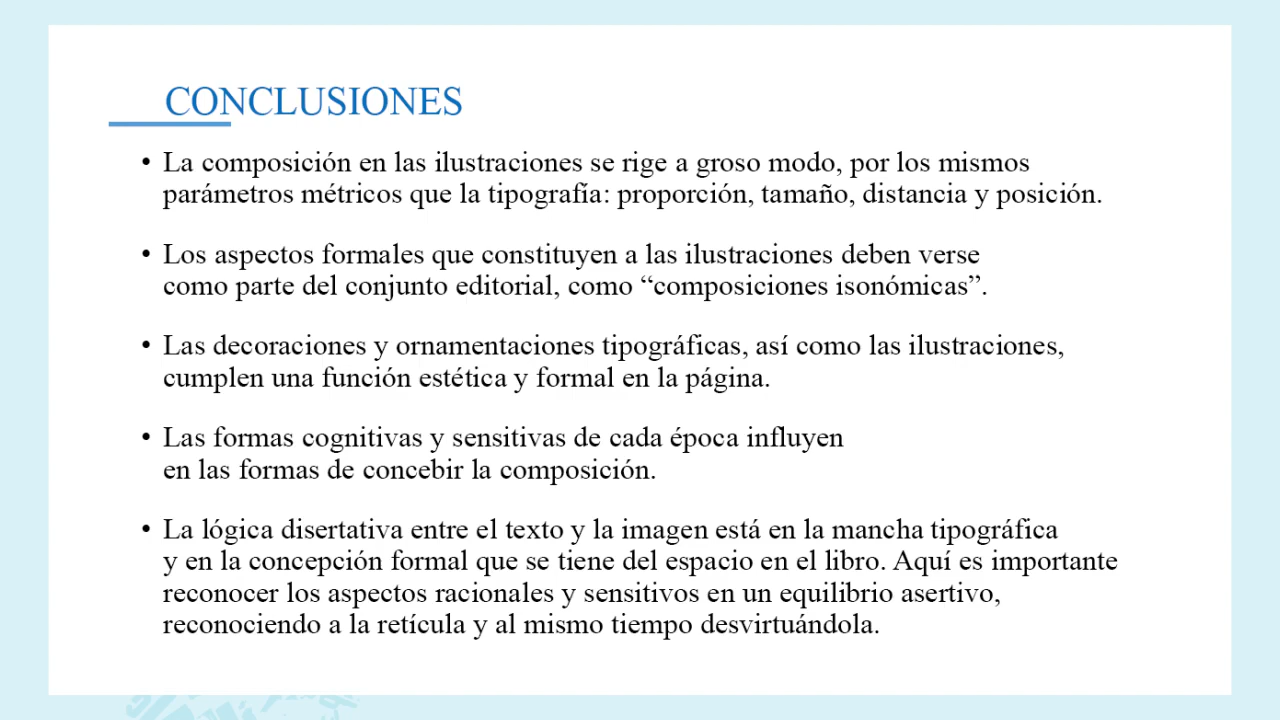 CONCLUSIONES
• La composición en las ilustraciones se rige a groso modo, por los mismos
parámetros métricos que la tipografía: proporción, tamaño, distancia y posición.
• Los aspectos formales que constituyen a las ilustraciones deben verse
como parte del conjunto editorial, como “composiciones isonómicas”.
• Las decoraciones y ornamentaciones tipográficas, así como las ilustraciones,
cumplen una función estética y formal en la página.
• Las formas cognitivas y sensitivas de cada época influyen
en las formas de concebir la composición.
• La lógica disertativa entre el texto y la imagen está en la mancha tipográfica
y en la concepción formal que se tiene del espacio en el libro. Aquí es importante
reconocer los aspectos racionales y sensitivos en un equilibrio asertivo,
reconociendo a la retícula y al mismo tiempo desvirtuándola.